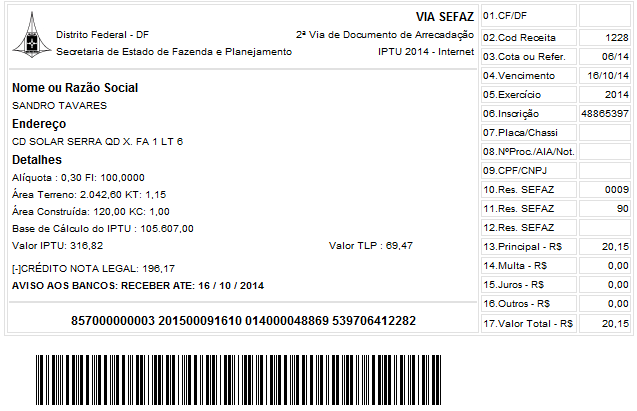 VIA SEFAZ
Distrito Federal - DF
2ª Via de Documento de Arrecadação
Secretaria de Estado de Fazenda e Planejamento
IPTU 2014 - Internet
Nome ou Razão Social
SANDRO TAVARES
Endereço
CD SOLAR SERRA QD X. FA 1 LT 6
Detalhes
Alíquota : 0,30 FI: 100,0000
Área Terreno: 2.042,60 KT: 1,15
Área Construída: 120,00 KC: 1,00
Base de Cálculo do IPTU : 105.607,00
Valor IPTU: 316,82 Valor TLP : 69,47
[-]CRÉDITO NOTA LEGAL: 196,17
AVISO AOS BANCOS: RECEBER ATE: 16 / 10 / 2014
857000000003 201500091610 014000048869 539706412282
01.CF/DF
02.Cod Receita 1228
03.Cota ou Refer. 06/14
04.Vencimento 16/10/14
05.Exercício 2014
06.Inscrição 48865397
07.Placa/Chassi
08.NºProc./AIA/Not.
09.CPF/CNPJ
10.Res. SEFAZ 0009
11.Res. SEFAZ 90
12.Res. SEFAZ
13.Principal - R$ 20,15
14.Multa - R$ 0,00
15.Juros - R$ 0,00
16.Outros - R$ 0,00
17.Valor Total - R$ 20,15